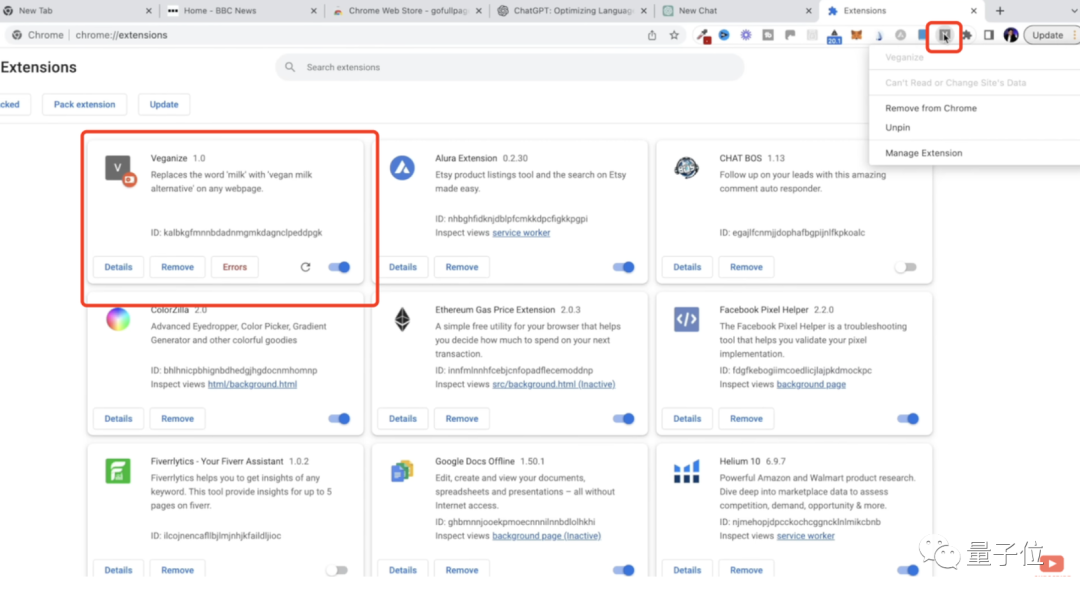 New Tab
Home - BBC News
Chrome Web Store - gofullpag
ChatGPT: Optimizing Languag
New Chat
Extensions
Chrome
chrome://extensions
20.1
Update
Extensions
Search extensions
Veganize
Can't Read or Change Site's Data
Remove from Chrome
Unpin
Manage Extension
cked
Pack extension
Update
V
Veganize 1.0
Replaces the word 'milk' with 'vegan milk
alternative' on any webpage.
ID: kalbkgfmnnbdadnmgmkdagnclpeddpgk
Details
Remove
Errors
Alura Extension 0.2.30
Etsy product listings tool and the search on Etsy
made easy.
ID: nhbghfidknjdblpfcmkkdpcfigkkpgpi
Inspect views service worker
Details
Remove
CHAT BOS 1.13
Follow up on your leads with this amazing
comment auto responder.
ID: egajlfcnmjjdophafbgpijnlfkpkoalc
Details
Remove
ColorZilla 2.0
Advanced Eyedropper, Color Picker, Gradient
Generator and other colorful goodies
ID: bhlhnicpbhignbdhedgjhgdocnmhomnp
Inspect views html/background.html
Details
Remove
Ethereum Gas Price Extension 2.0.3
A simple free utility for your browser that helps
you decide how much to spend on your next
transaction.
ID: innfmlnnhfcebjcnfopadflecemoddnp
Inspect views src/background.html (Inactive)
Details
Remove
Facebook Pixel Helper 2.2.0
The Facebook Pixel Helper is a troubleshooting
tool that helps you validate your pixel
implementation.
ID: fdgfkebogiimcoedlicjlajpkdmockpc
Inspect views background page
Details
Remove
Fiverrlytics - Your Fiverr Assistant 1.0.2
Fiverrlytics helps you to get insights of any
keyword. This tool provide insights for up to 5
pages on fiverr.
ID: ilcojnencafllbjlmjnhjkfaildljioc
Details
Remove
Google Docs Offline 1.50.1
Edit, create and view your documents,
spreadsheets and presentations – all without
Internet access.
ID: ghbmnnjooekpmoecnnnilnnbdlolhkhi
Inspect views background page (Inactive)
Details
Remove
Helium 10 6.9.7
Powerful Amazon and Walmart product research.
Dive deep into marketplace data to assess
competition, demand, opportunity & more.
ID: njmehopjdpcckochcggncklnlmikcbnb
Inspect views service worker
Details
Remove
量子位